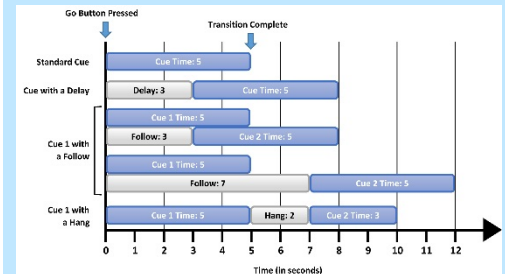 Go Button Pressed
Transition Complete
Standard Cue
Cue Time: 5
Cue with a Delay
Delay: 3
Cue Time: 5
Cue 1 with
a Follow
Cue 1 Time: 5
Follow: 3
Cue 2 Time: 5
Cue 1 Time: 5
Follow: 7
Cue 2 Time: 5
Cue 1 with
a Hang
Cue 1 Time: 5
Hang: 2
Cue 2 Time: 3
0 1 2 3 4 5 6 7 8 9 10 11 12
Time (in seconds)